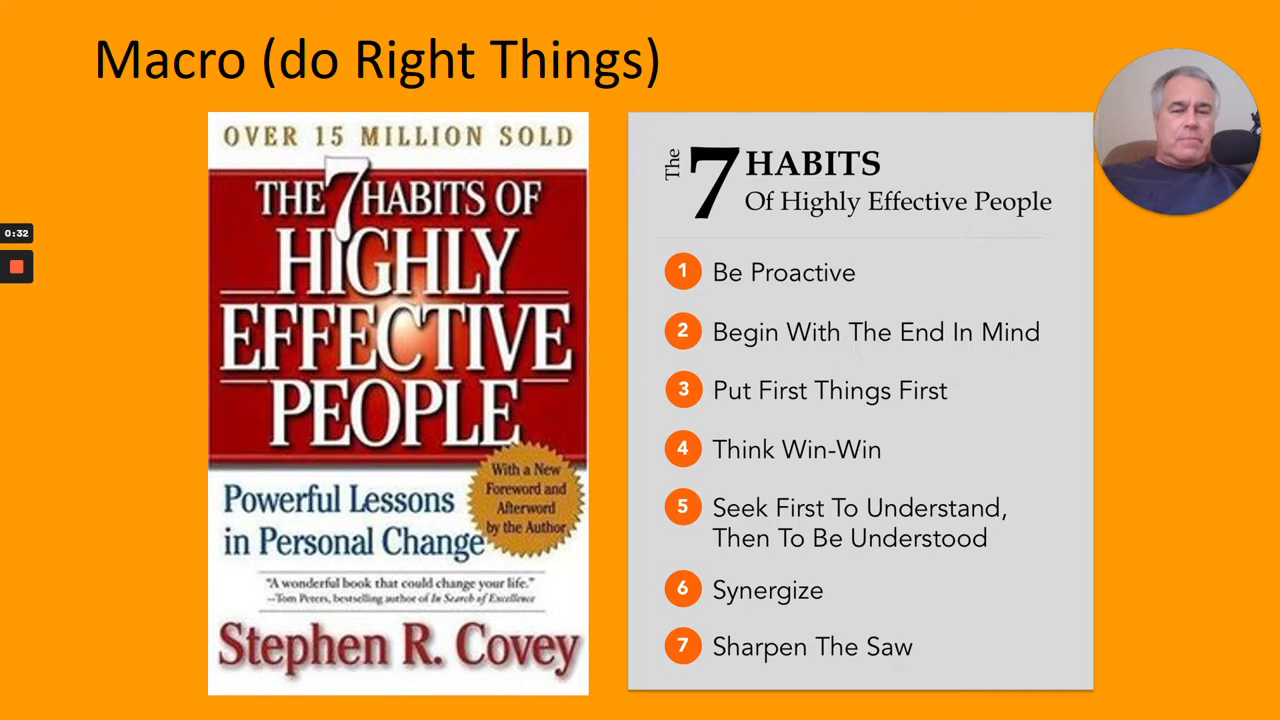 Macro (do Right Things)
OVER 15 MILLION SOLD
THE 7 HABITS OF
HIGHLY
EFFECTIVE
PEOPLE
With a New
Foreword and
Afterword
by the Author
Powerful Lessons
in Personal Change
“A wonderful book that could change your life.”
—Tom Peters, bestselling author of In Search of Excellence
Stephen R. Covey
The 7 HABITS
Of Highly Effective People
1 Be Proactive
2 Begin With The End In Mind
3 Put First Things First
4 Think Win-Win
5 Seek First To Understand,
Then To Be Understood
6 Synergize
7 Sharpen The Saw
0:32